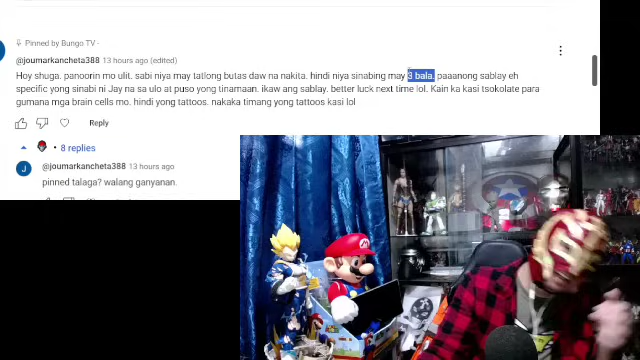 Pinned by Bungo TV
@joumarkancheta388 13 hours ago (edited)
Hoy shuga. panoorin mo ulit. sabi niya may tatlong butas daw na nakita. hindi niya sinabing may 3 bala. paaanong sablay eh
specific yong sinabi ni Jay na sa ulo at puso yong tinamaan. ikaw ang sablay. better luck next time lol. Kain ka kasi tsokolate para
gumana mga brain cells mo. hindi yong tattoos. nakaka timang yong tattoos kasi lol
Reply
8 replies
J
@joumarkancheta388 13 hours ago
pinned talaga? walang ganyanan.